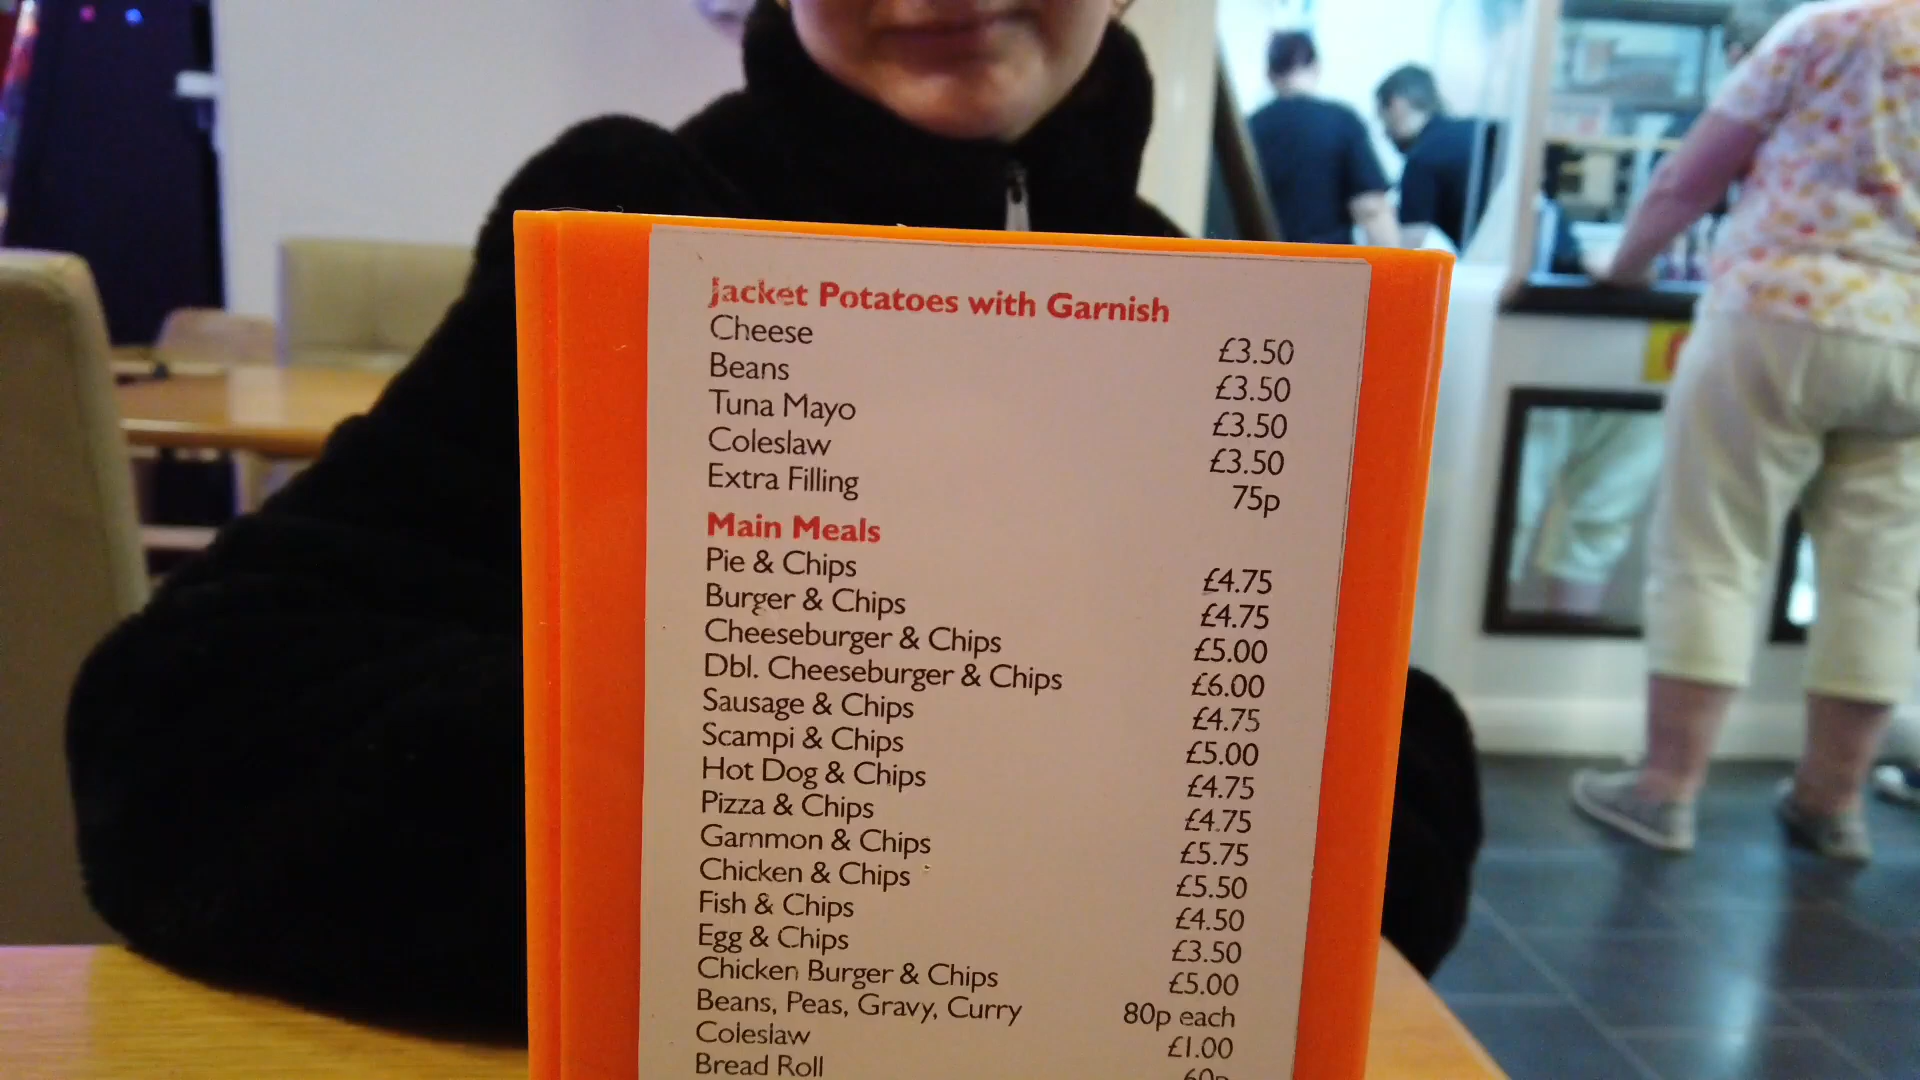 Jacket Potatoes with Garnish
Cheese £3.50
Beans £3.50
Tuna Mayo £3.50
Coleslaw £3.50
Extra Filling 75p
Main Meals
Pie & Chips £4.75
Burger & Chips £4.75
Cheeseburger & Chips £5.00
Dbl. Cheeseburger & Chips £6.00
Sausage & Chips £4.75
Scampi & Chips £5.00
Hot Dog & Chips £4.75
Pizza & Chips £4.75
Gammon & Chips £5.75
Chicken & Chips £5.50
Fish & Chips £4.50
Egg & Chips £3.50
Chicken Burger & Chips £5.00
Beans, Peas, Gravy, Curry 80p each
Coleslaw £1.00
Bread Roll 60p